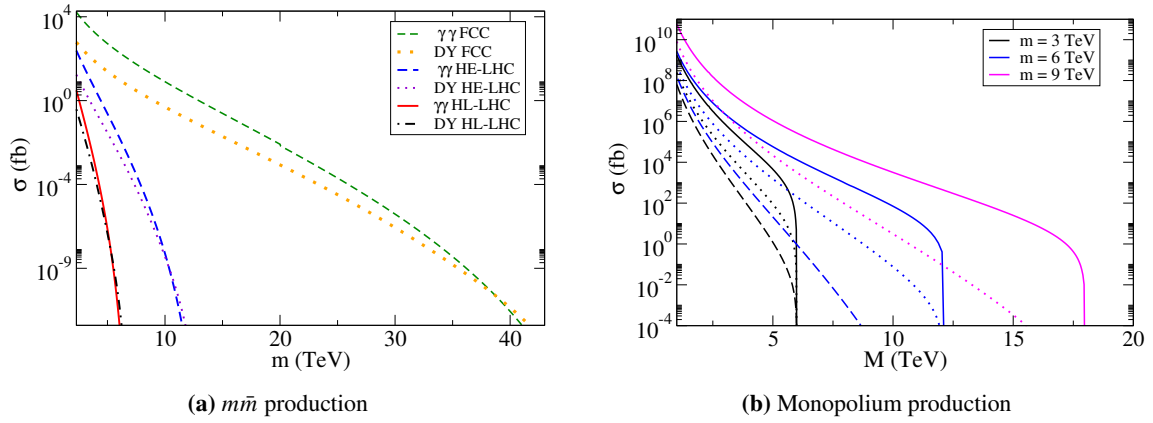 10^4
10^0
10^-4
10^-9
σ (fb)
10
20
30
40
m (TeV)
γ γ FCC
DY FCC
γγ HE-LHC
DY HE-LHC
γγ HL-LHC
DY HL-LHC
(a) mm̄ production
10^10
10^8
10^6
10^4
10^2
10^0
10^-2
10^-4
σ (fb)
5
10
15
20
M (TeV)
m = 3 TeV
m = 6 TeV
m = 9 TeV
(b) Monopolium production